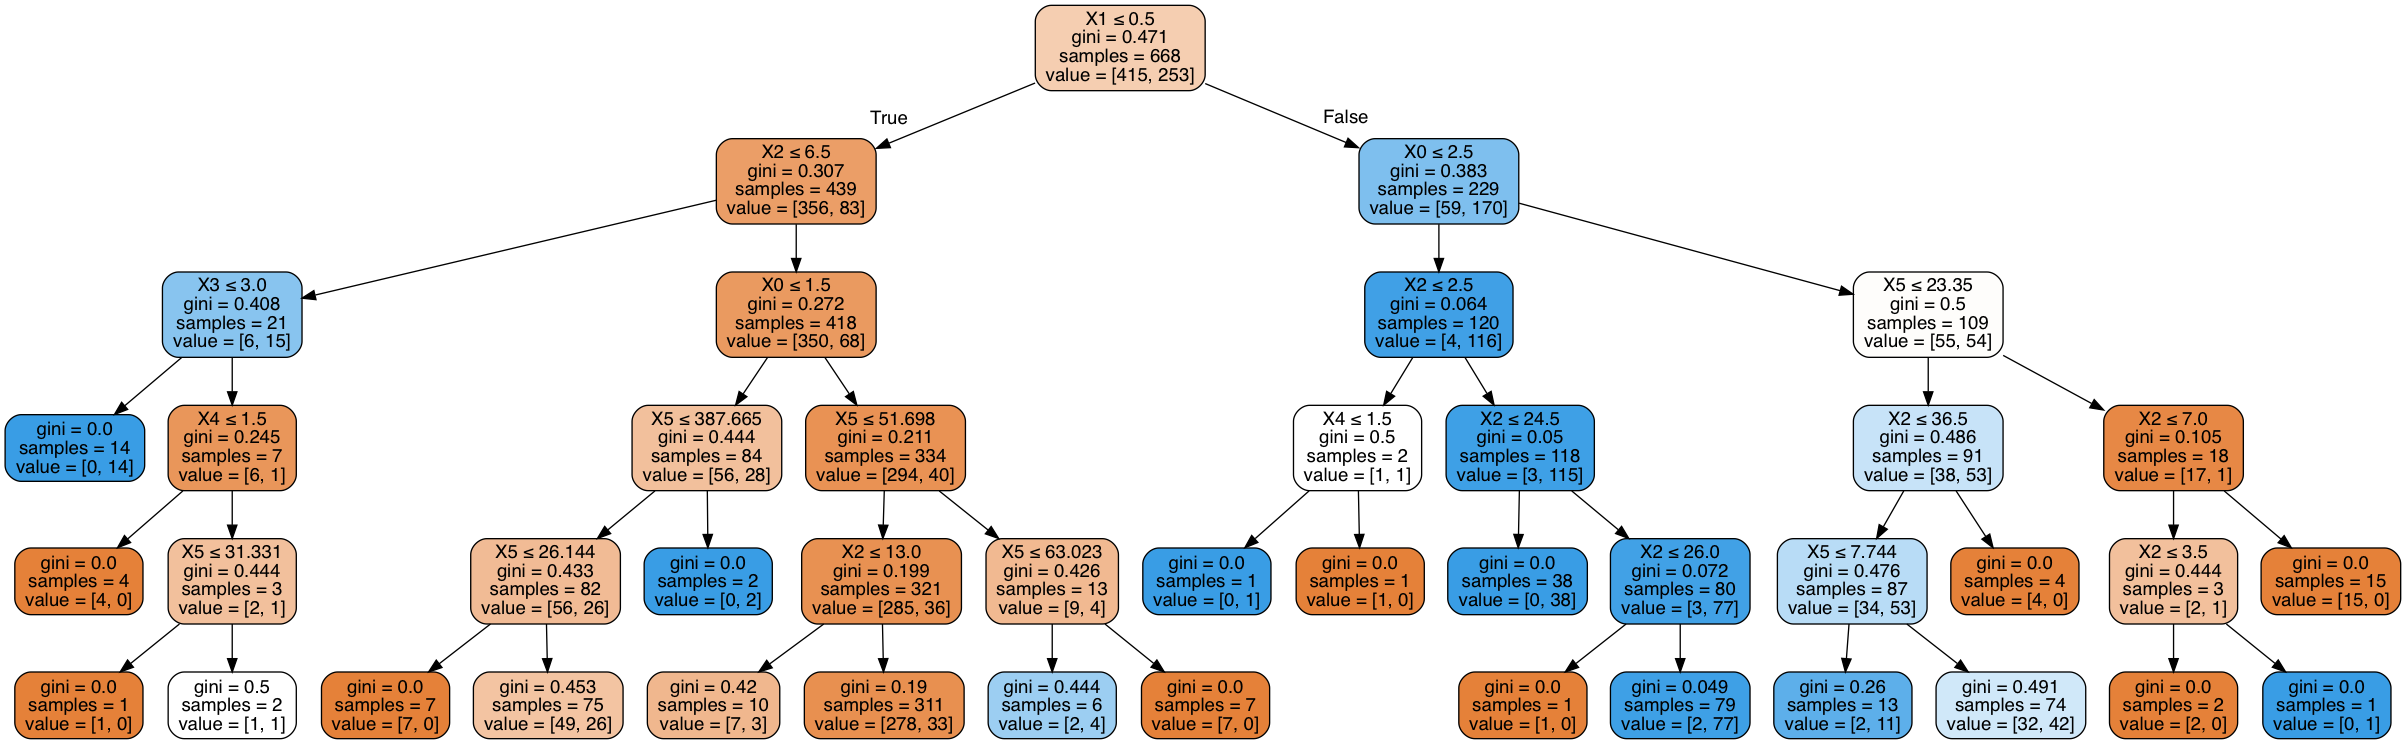 X1 ≤ 0.5
gini = 0.471
samples = 668
value = [415, 253]
True
False
X2 ≤ 6.5
gini = 0.307
samples = 439
value = [356, 83]
X0 ≤ 2.5
gini = 0.383
samples = 229
value = [59, 170]
X3 ≤ 3.0
gini = 0.408
samples = 21
value = [6, 15]
X0 ≤ 1.5
gini = 0.272
samples = 418
value = [350, 68]
X2 ≤ 2.5
gini = 0.064
samples = 120
value = [4, 116]
X5 ≤ 23.35
gini = 0.5
samples = 109
value = [55, 54]
gini = 0.0
samples = 14
value = [0, 14]
X4 ≤ 1.5
gini = 0.245
samples = 7
value = [6, 1]
X5 ≤ 387.665
gini = 0.444
samples = 84
value = [56, 28]
X5 ≤ 51.698
gini = 0.211
samples = 334
value = [294, 40]
X4 ≤ 1.5
gini = 0.5
samples = 2
value = [1, 1]
X2 ≤ 24.5
gini = 0.05
samples = 118
value = [3, 115]
X2 ≤ 36.5
gini = 0.486
samples = 91
value = [38, 53]
X2 ≤ 7.0
gini = 0.105
samples = 18
value = [17, 1]
gini = 0.0
samples = 4
value = [4, 0]
X5 ≤ 31.331
gini = 0.444
samples = 3
value = [2, 1]
X5 ≤ 26.144
gini = 0.433
samples = 82
value = [56, 26]
gini = 0.0
samples = 2
value = [0, 2]
X2 ≤ 13.0
gini = 0.199
samples = 321
value = [285, 36]
X5 ≤ 63.023
gini = 0.426
samples = 13
value = [9, 4]
gini = 0.0
samples = 1
value = [0, 1]
gini = 0.0
samples = 1
value = [1, 0]
gini = 0.0
samples = 38
value = [0, 38]
X2 ≤ 26.0
gini = 0.072
samples = 80
value = [3, 77]
X5 ≤ 7.744
gini = 0.476
samples = 87
value = [34, 53]
gini = 0.0
samples = 4
value = [4, 0]
X2 ≤ 3.5
gini = 0.444
samples = 3
value = [2, 1]
gini = 0.0
samples = 15
value = [15, 0]
gini = 0.0
samples = 1
value = [1, 0]
gini = 0.5
samples = 2
value = [1, 1]
gini = 0.0
samples = 7
value = [7, 0]
gini = 0.453
samples = 75
value = [49, 26]
gini = 0.42
samples = 10
value = [7, 3]
gini = 0.19
samples = 311
value = [278, 33]
gini = 0.444
samples = 6
value = [2, 4]
gini = 0.0
samples = 7
value = [7, 0]
gini = 0.0
samples = 1
value = [1, 0]
gini = 0.049
samples = 79
value = [2, 77]
gini = 0.26
samples = 13
value = [2, 11]
gini = 0.491
samples = 74
value = [32, 42]
gini = 0.0
samples = 2
value = [2, 0]
gini = 0.0
samples = 1
value = [0, 1]